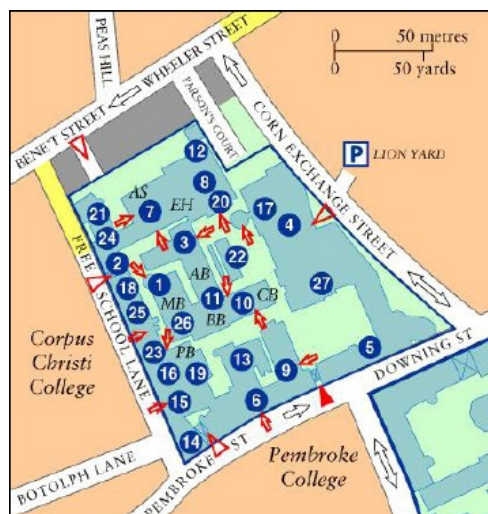 PEAS HILL
WHEELER STREET
BENE'T STREET
PARSON'S COURT
CORN EXCHANGE STREET
0 50 metres
0 50 yards
P LION YARD
12
AS
EH
8
21
7
20
17
4
24
3
2
22
18
1
AB
27
25
MB
11
10
CB
26
BB
23
PB
16
19
13
9
5
15
6
14
FREE SCHOOL LANE
Corpus
Christi
College
DOWNING ST
PEMBROKE ST
Pembroke
College
BOTOLPH LANE